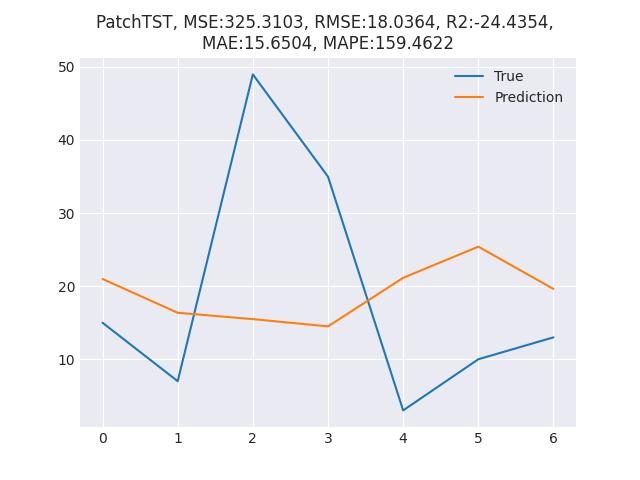 PatchTST, MSE:325.3103, RMSE:18.0364, R2:-24.4354,
MAE:15.6504, MAPE:159.4622
True
Prediction
50
40
30
20
10
0 1 2 3 4 5 6